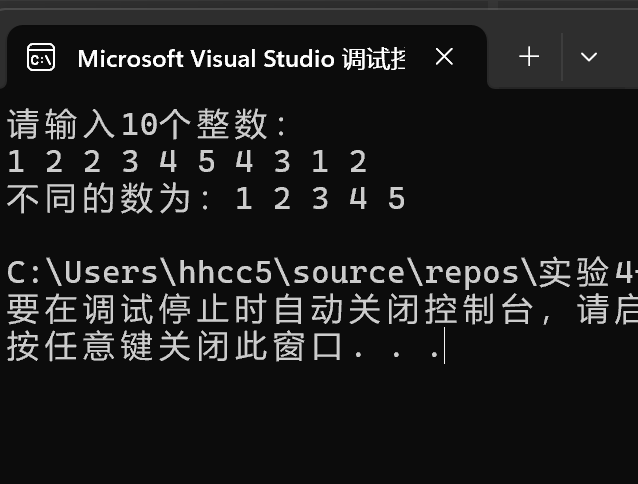 Microsoft Visual Studio 调试控
请输入10个整数：
1 2 2 3 4 5 4 3 1 2
不同的数为：1 2 3 4 5
C:\Users\hhcc5\source\repos\实验4
要在调试停止时自动关闭控制台，请启
按任意键关闭此窗口. . .